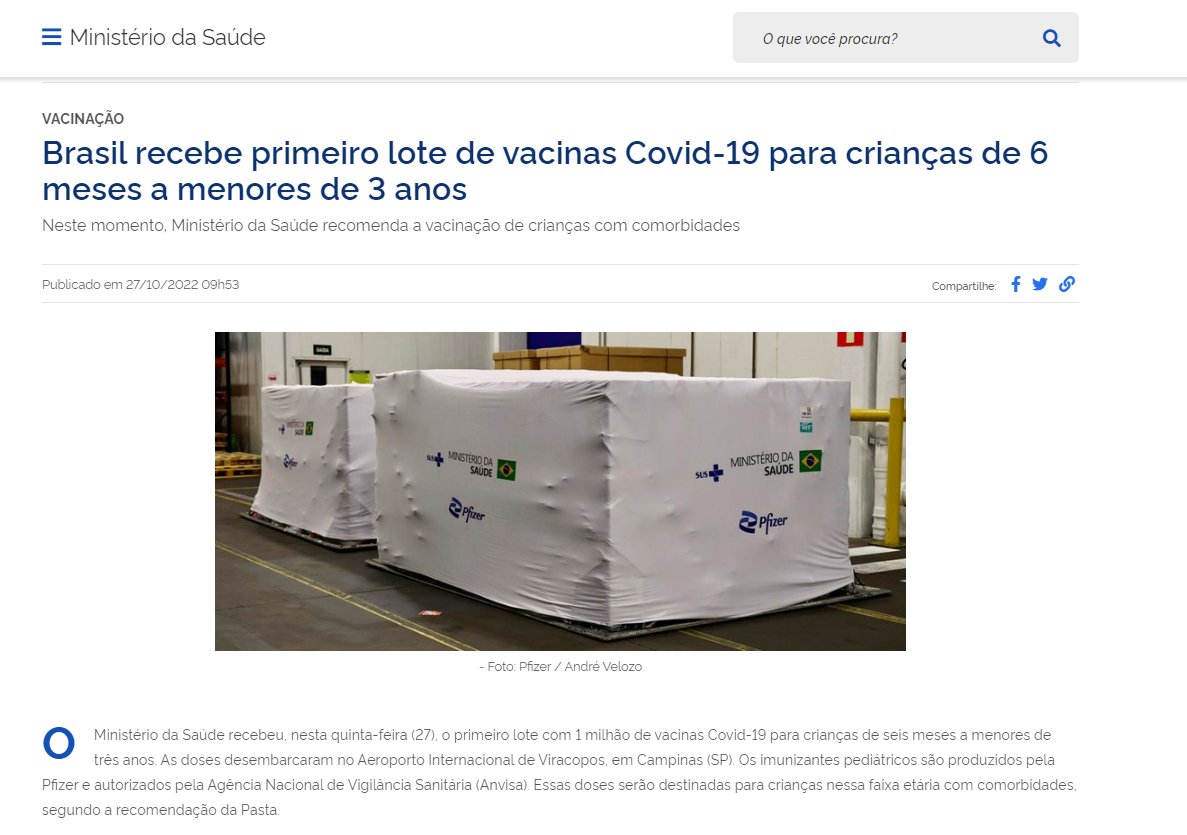 Ministério da Saúde
O que você procura?
VACINAÇÃO
Brasil recebe primeiro lote de vacinas Covid-19 para crianças de 6
meses a menores de 3 anos
Neste momento, Ministério da Saúde recomenda a vacinação de crianças com comorbidades
Publicado em 27/10/2022 09h53
Compartilhe:
SAÍDA
MINISTÉRIO DA
SAÚDE
Pfizer
SUS
MINISTÉRIO DA
SAÚDE
Pfizer
SUS
MINISTÉRIO DA
SAÚDE
Pfizer
- Foto: Pfizer / André Velozo
O Ministério da Saúde recebeu, nesta quinta-feira (27), o primeiro lote com 1 milhão de vacinas Covid-19 para crianças de seis meses a menores de
três anos. As doses desembarcaram no Aeroporto Internacional de Viracopos, em Campinas (SP). Os imunizantes pediátricos são produzidos pela
Pfizer e autorizados pela Agência Nacional de Vigilância Sanitária (Anvisa). Essas doses serão destinadas para crianças nessa faixa etária com comorbidades,
segundo a recomendação da Pasta.